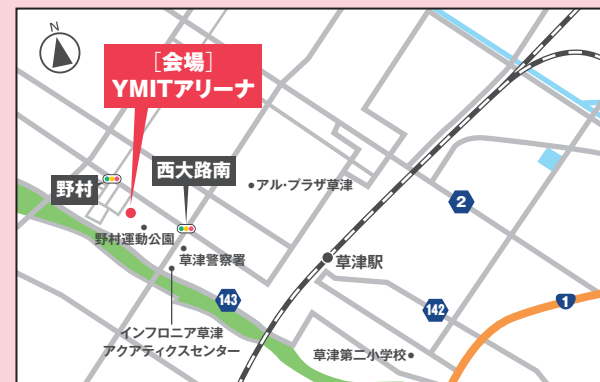 N
［会場］
YMITアリーナ
西大路南
野村
アル・プラザ草津
2
野村運動公園
草津警察署
草津駅
143
142
1
インフロニア草津
アクアティクスセンター
草津第二小学校